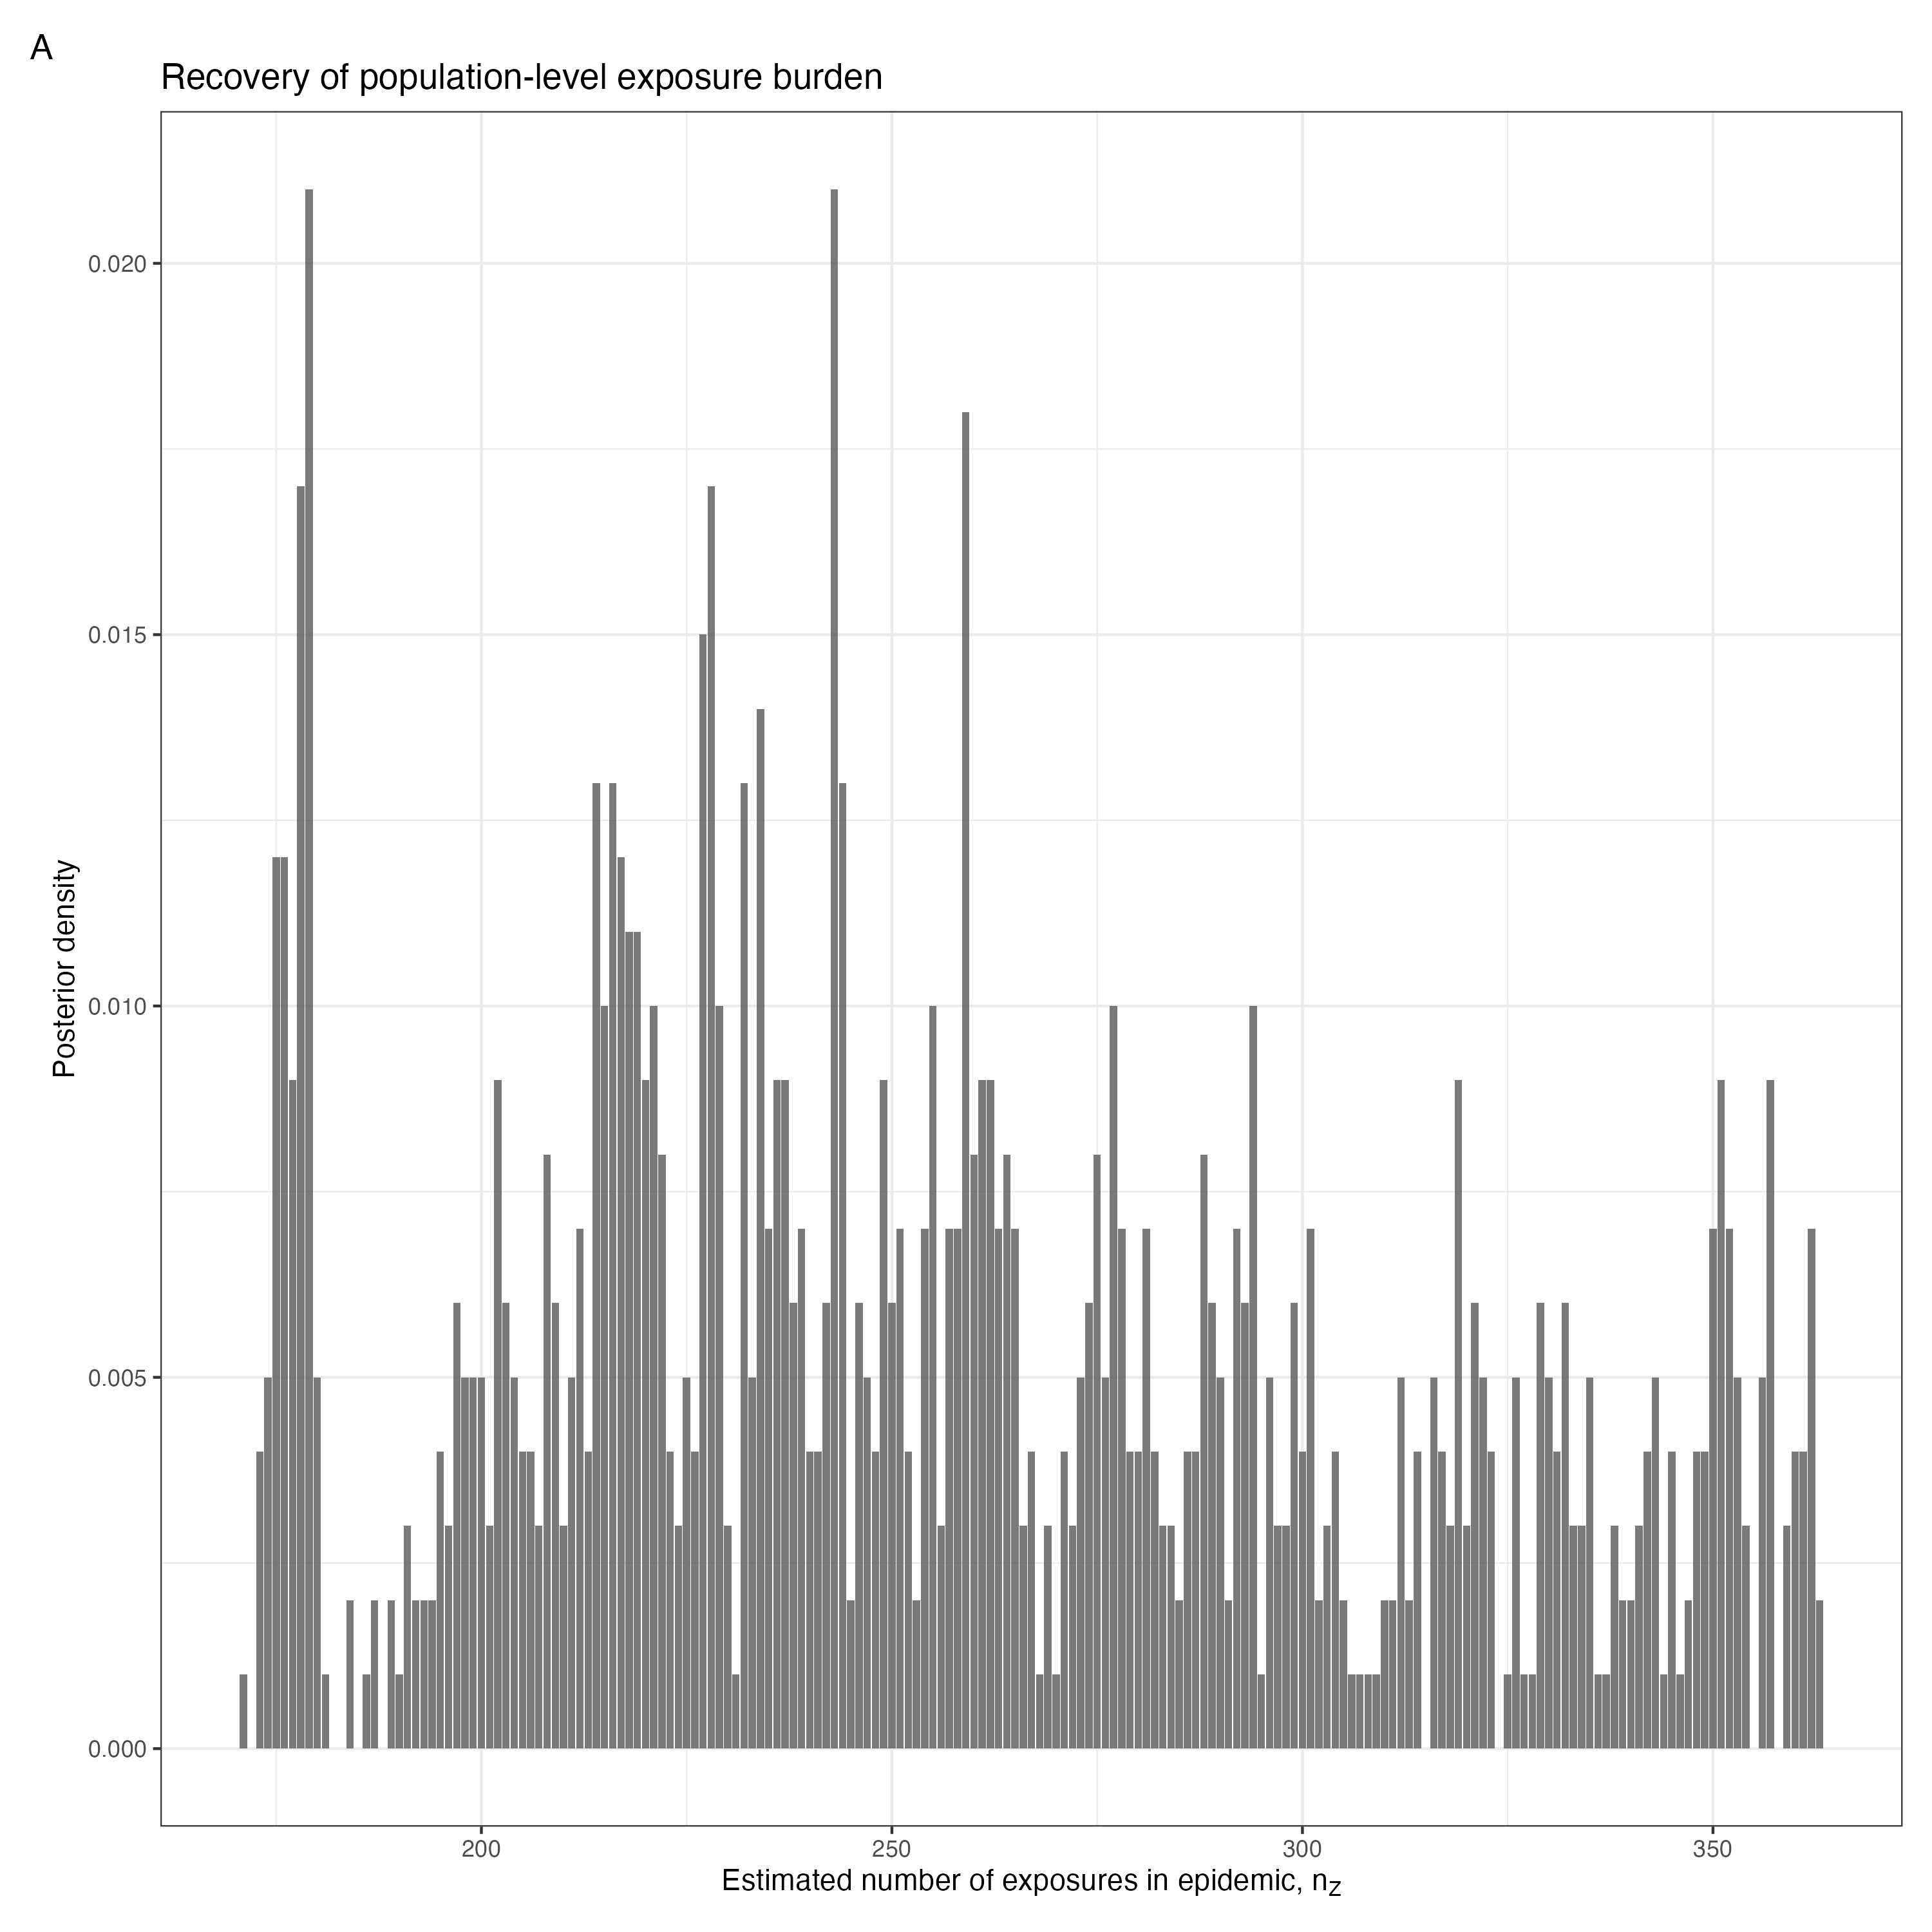 A
Recovery of population-level exposure burden
0.020
0.015
0.010
0.005
0.000
Posterior density
200 250 300 350
Estimated number of exposures in epidemic, nZ